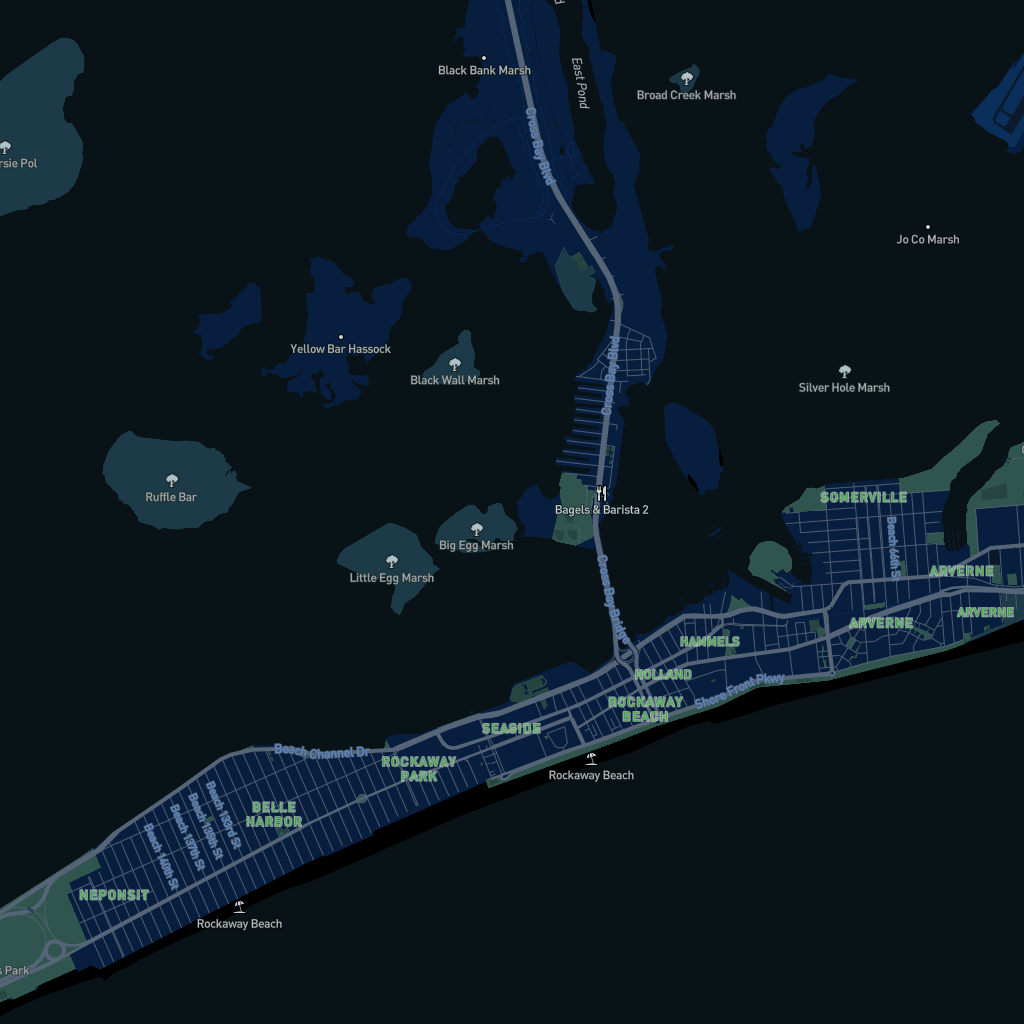 Black Bank Marsh
East Pond
Broad Creek Marsh
Cross Bay Blvd
Jo Co Marsh
Yellow Bar Hassock
Black Wall Marsh
Cross Bay Blvd
Silver Hole Marsh
Ruffle Bar
SOMERVILLE
Bagels & Barista 2
Big Egg Marsh
Beach 66th St
Little Egg Marsh
ARVERNE
Cross Bay Bridge
ARVERNE
ARVERNE
HAMMELS
HOLLAND
Shore Front Pkwy
ROCKAWAY
BEACH
SEASIDE
Beach Channel Dr
ROCKAWAY
PARK
Rockaway Beach
BELLE
HARBOR
Beach 133rd St
Beach 135th St
Beach 137th St
Beach 140th St
NEPONSIT
Rockaway Beach
Park